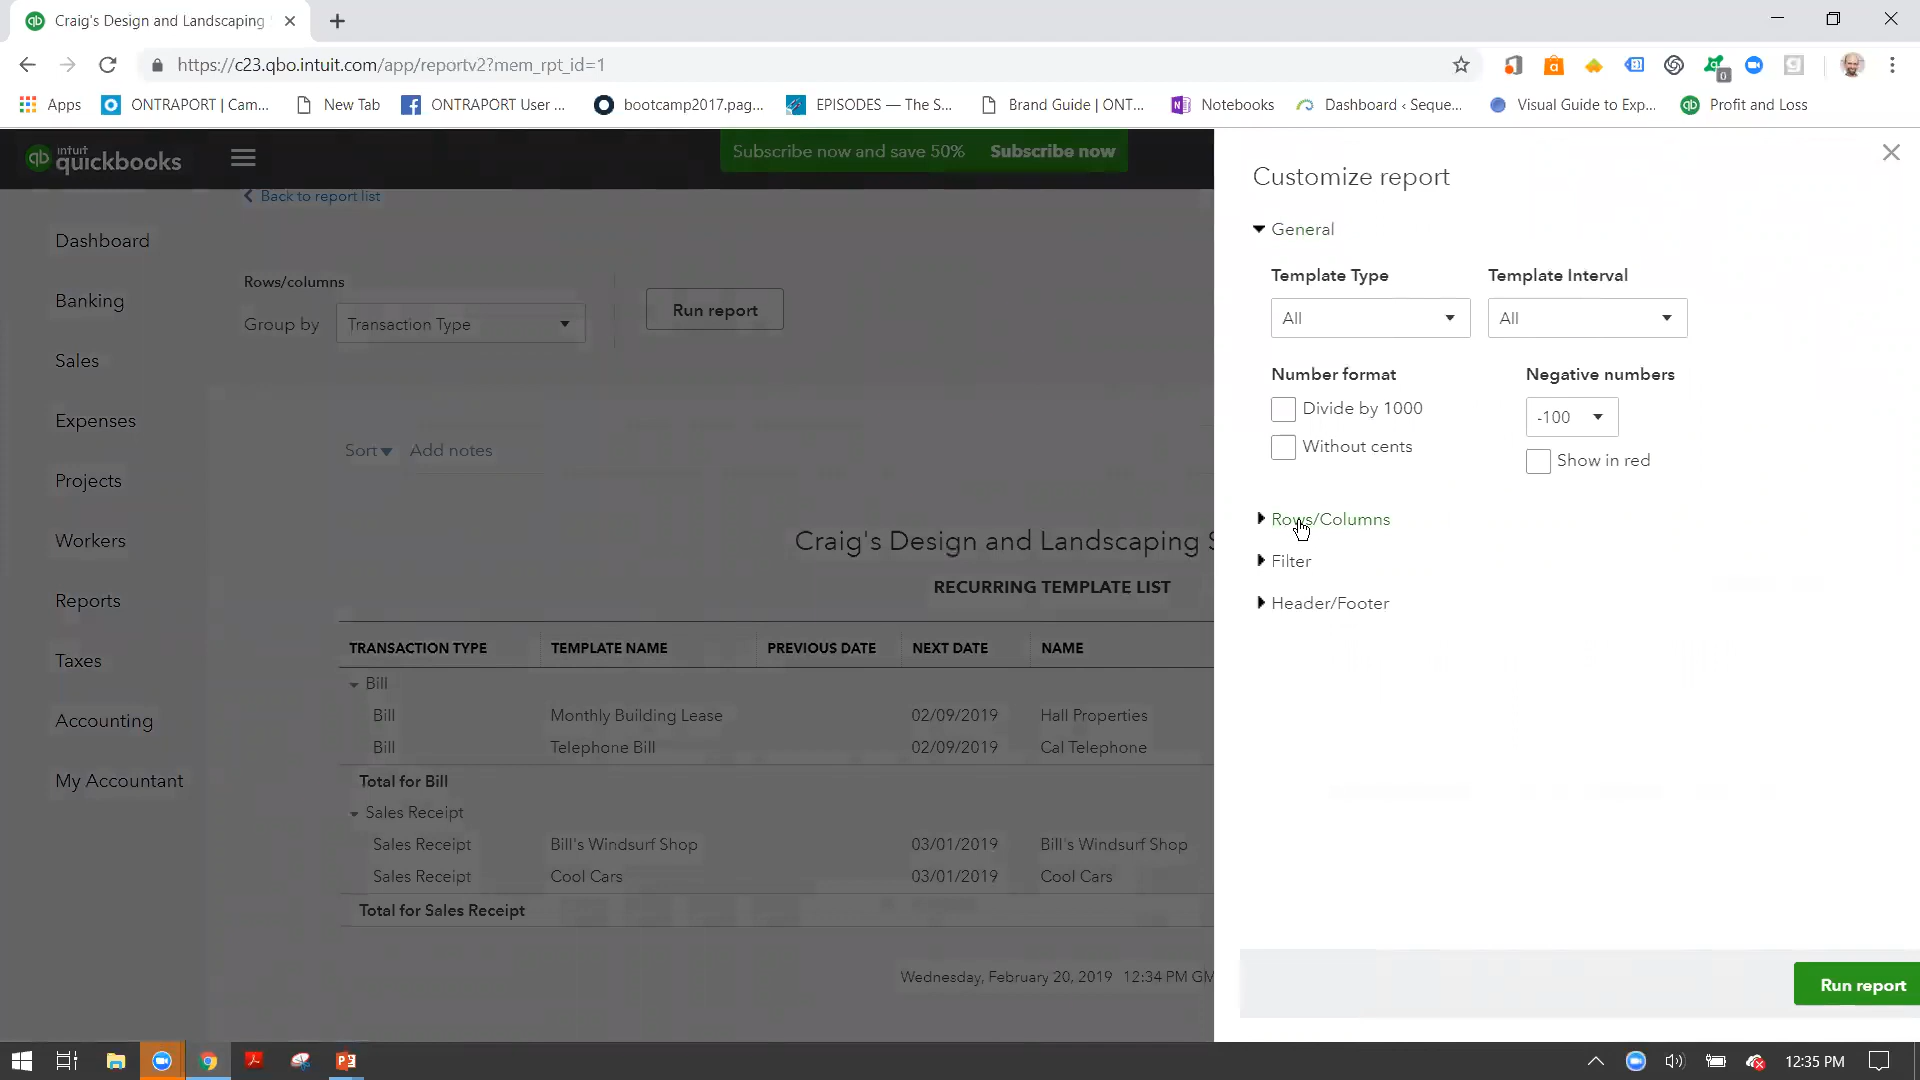 Craig's Design and Landscaping
https://c23.qbo.intuit.com/app/reportv2?mem_rpt_id=1
0
Apps
ONTRAPORT | Cam...
New Tab
ONTRAPORT User ...
bootcamp2017.pag...
EPISODES — The S...
Brand Guide | ONT...
Notebooks
Dashboard ‹ Seque...
Visual Guide to Exp...
Profit and Loss
intuit
quickbooks
Subscribe now and save 50% Subscribe now
Back to report list
Dashboard
Banking
Sales
Expenses
Projects
Workers
Reports
Taxes
Accounting
My Accountant
Rows/columns
Group by Transaction Type
Run report
Sort Add notes
Craig's Design and Landscaping S
RECURRING TEMPLATE LIST
TRANSACTION TYPE TEMPLATE NAME PREVIOUS DATE NEXT DATE NAME
Bill
Bill Monthly Building Lease 02/09/2019 Hall Properties
Bill Telephone Bill 02/09/2019 Cal Telephone
Total for Bill
Sales Receipt
Sales Receipt Bill's Windsurf Shop 03/01/2019 Bill's Windsurf Shop
Sales Receipt Cool Cars 03/01/2019 Cool Cars
Total for Sales Receipt
Wednesday, February 20, 2019 12:34 PM GM
Customize report
General
Template Type Template Interval
All All
Number format Negative numbers
Divide by 1000 -100
Without cents Show in red
Rows/Columns
Filter
Header/Footer
Run report
12:35 PM